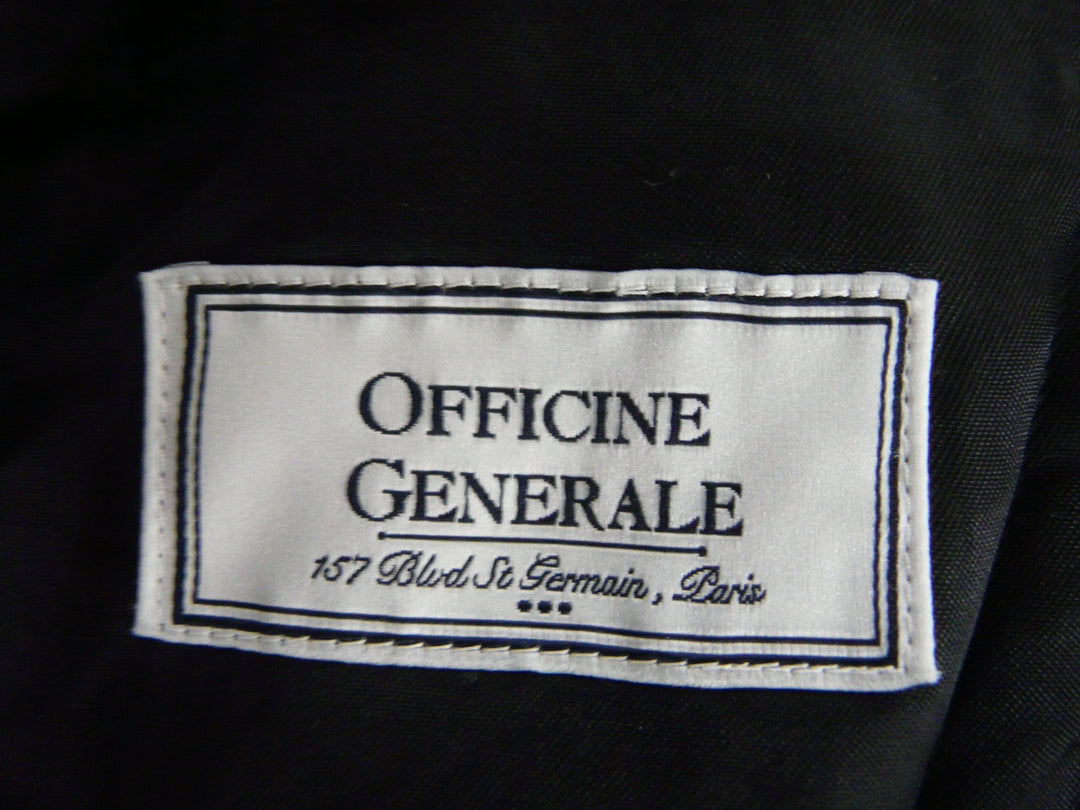 OFFICINE
GENERALE
157 Blvd St Germain, Paris